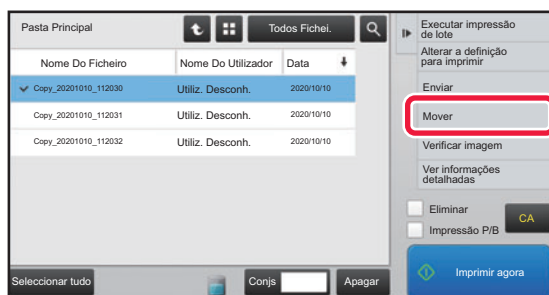 Pasta Principal
Todos Fichei.
Nome Do Ficheiro Nome Do Utilizador Data
Copy_20201010_112030 Utiliz. Desconh. 2020/10/10
Copy_20201010_112031 Utiliz. Desconh. 2020/10/10
Copy_20201010_112032 Utiliz. Desconh. 2020/10/10
Seleccionar tudo Conjs Apagar
Executar impressão
de lote
Alterar a definição
para imprimir
Enviar
Mover
Verificar imagem
Ver informações
detalhadas
Eliminar
Impressão P/B
CA
Imprimir agora